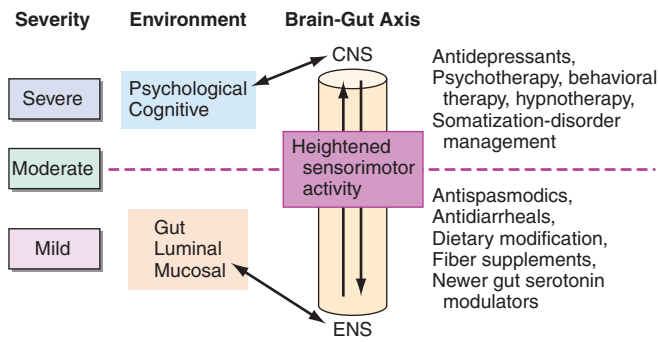 Severity
Environment
Brain-Gut Axis
Severe
Moderate
Mild
Psychological
Cognitive
Gut
Luminal
Mucosal
CNS
Heightened
sensorimotor
activity
ENS
Antidepressants,
Psychotherapy, behavioral
therapy, hypnotherapy,
Somatization-disorder
management
Antispasmodics,
Antidiarrheals,
Dietary modification,
Fiber supplements,
Newer gut serotonin
modulators